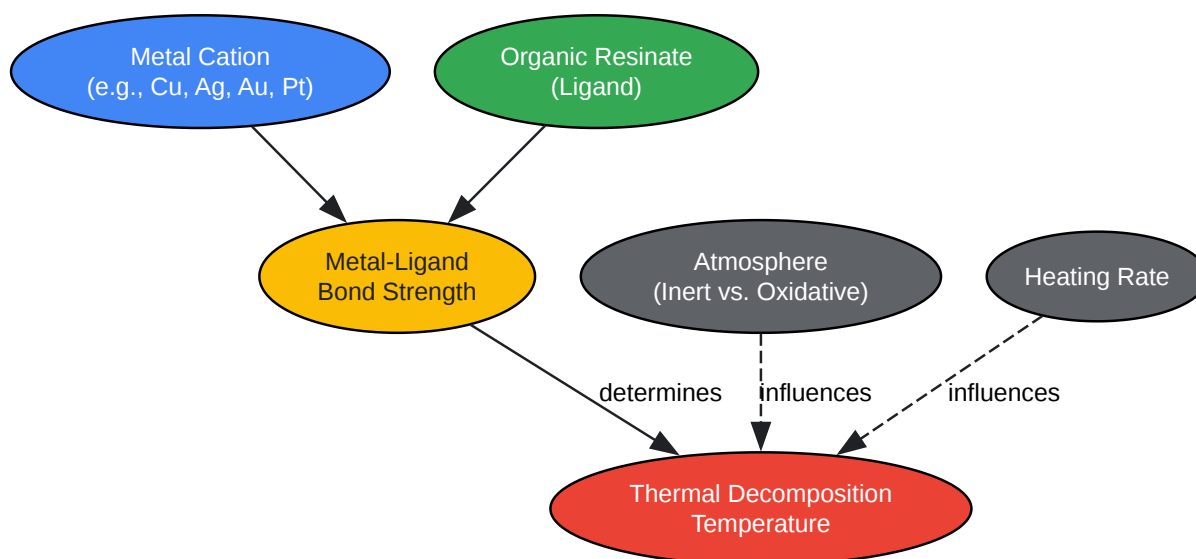 Metal Cation
(e.g., Cu, Ag, Au, Pt)
Organic Resinate
(Ligand)
Metal-Ligand
Bond Strength
Atmosphere
(Inert vs. Oxidative)
Heating Rate
determines
influences
influences
Thermal Decomposition
Temperature